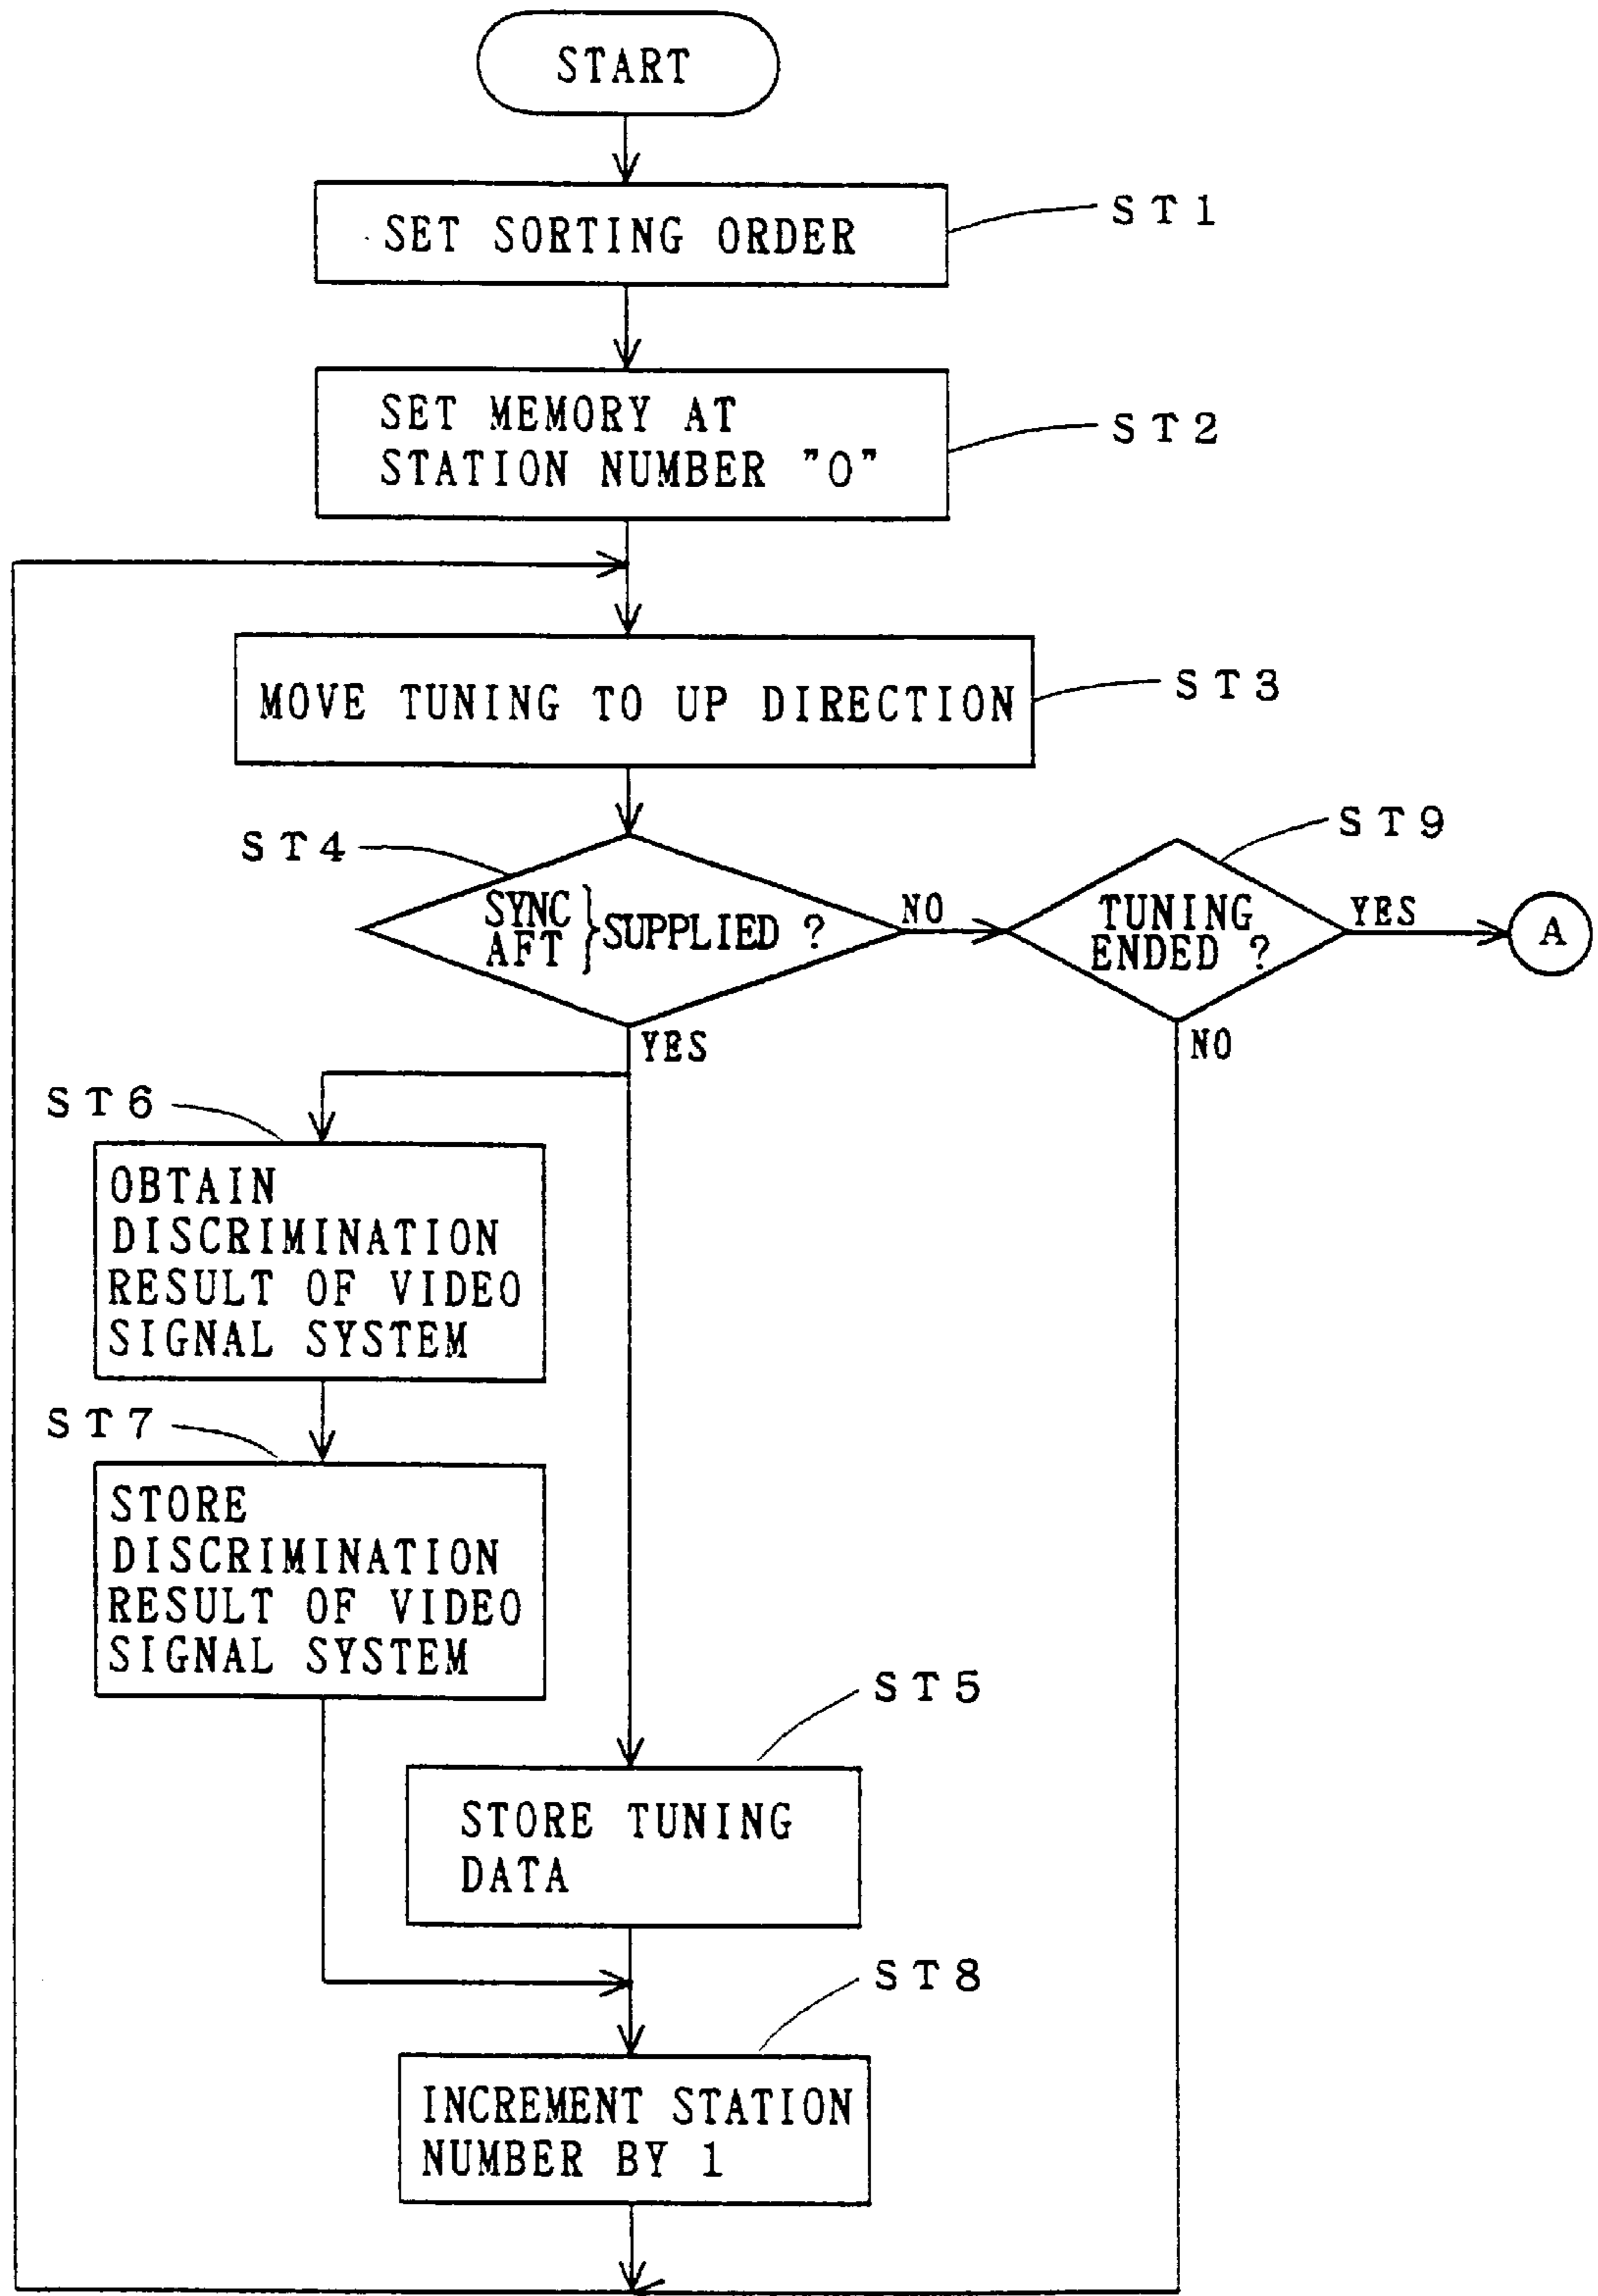 START
SET SORTING ORDER
ST1
SET MEMORY AT
STATION NUMBER "0"
ST2
MOVE TUNING TO UP DIRECTION
ST3
ST4
SYNC
AFT
} SUPPLIED ?
NO
ST9
TUNING
ENDED ?
YES
A
YES
NO
ST6
OBTAIN
DISCRIMINATION
RESULT OF VIDEO
SIGNAL SYSTEM
ST7
STORE
DISCRIMINATION
RESULT OF VIDEO
SIGNAL SYSTEM
ST5
STORE TUNING
DATA
ST8
INCREMENT STATION
NUMBER BY 1